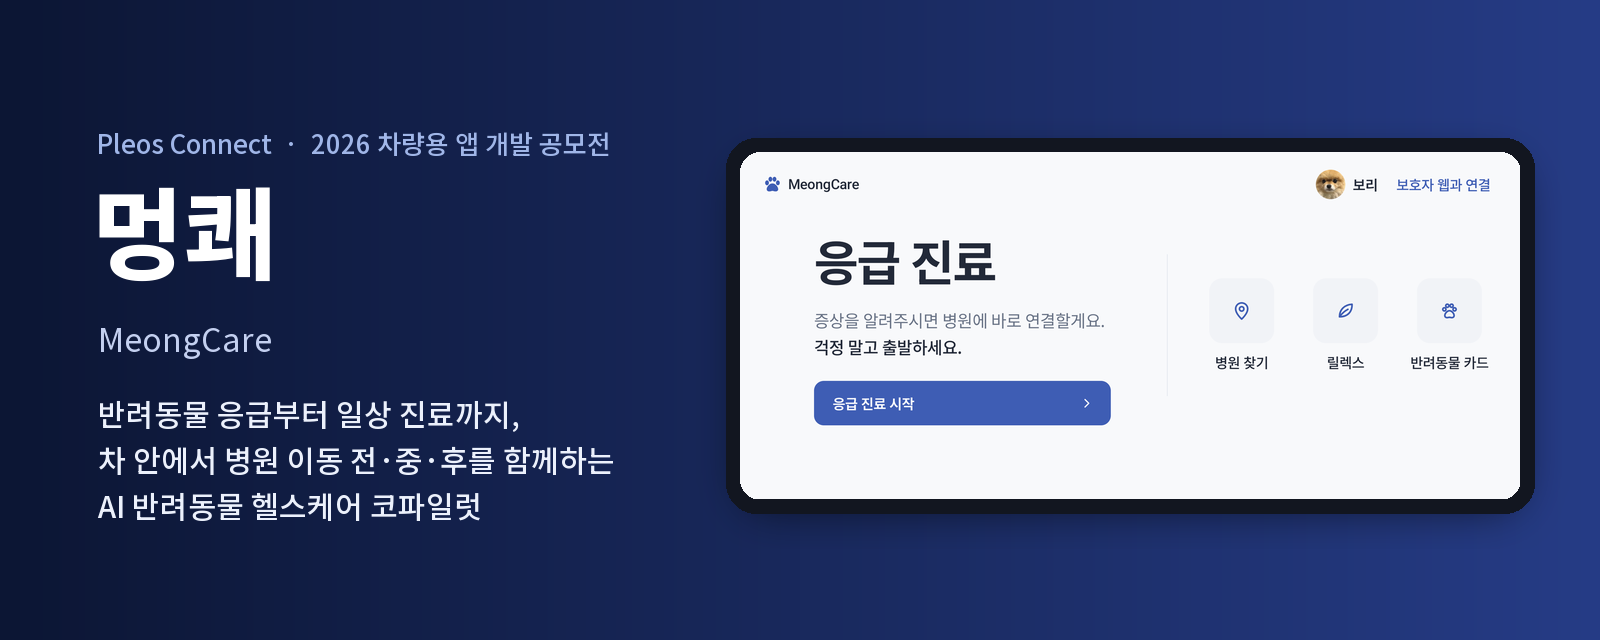 Pleos Connect · 2026 차량용 앱 개발 공모전
멍쾌
MeongCare
반려동물 응급부터 일상 진료까지,
차 안에서 병원 이동 전·중·후를 함께하는
AI 반려동물 헬스케어 코파일럿
MeongCare
보리
보호자 웹과 연결
응급 진료
증상을 알려주시면 병원에 바로 연결할게요.
걱정 말고 출발하세요.
응급 진료 시작
병원 찾기
릴렉스
반려동물 카드